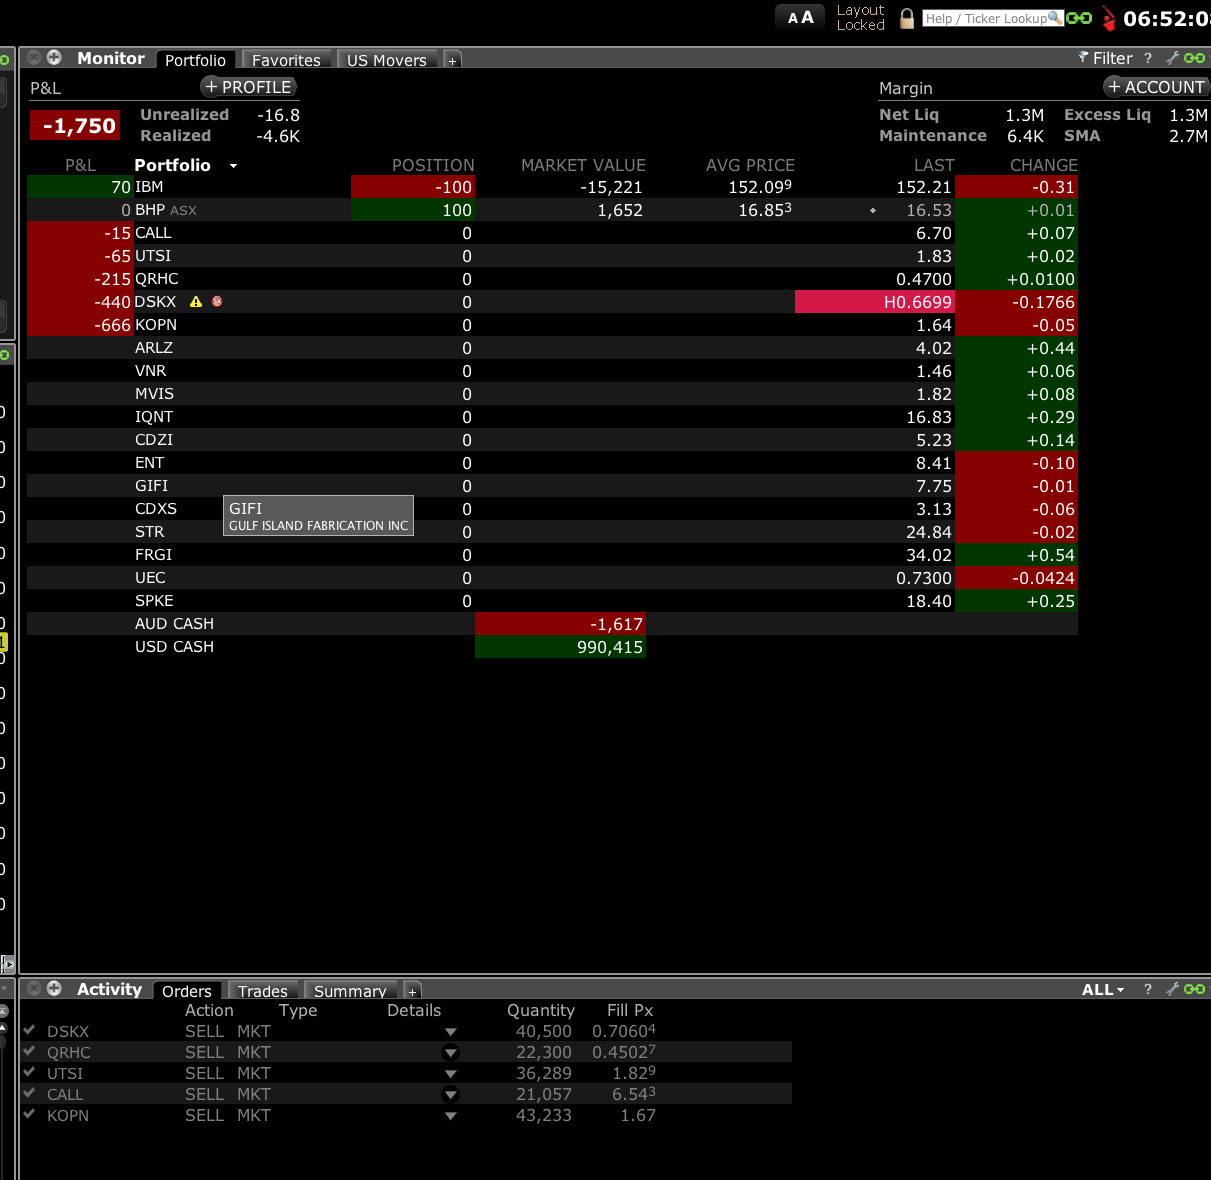 A A Layout Locked Help / Ticker Lookup 06:52:0
Monitor Portfolio Favorites US Movers + Filter ?
P&L + PROFILE Margin + ACCOUNT
-1,750 Unrealized -16.8 Net Liq 1.3M Excess Liq 1.3M
Realized -4.6K Maintenance 6.4K SMA 2.7M
P&L Portfolio POSITION MARKET VALUE AVG PRICE LAST CHANGE
70 IBM -100 -15,221 152.09⁹ 152.21 -0.31
0 BHP ASX 100 1,652 16.85³ 16.53 +0.01
-15 CALL 0 6.70 +0.07
-65 UTSI 0 1.83 +0.02
-215 QRHC 0 0.4700 +0.0100
-440 DSKX 0 H0.6699 -0.1766
-666 KOPN 0 1.64 -0.05
ARLZ 0 4.02 +0.44
VNR 0 1.46 +0.06
MVIS 0 1.82 +0.08
IQNT 0 16.83 +0.29
CDZI 0 5.23 +0.14
ENT 0 8.41 -0.10
GIFI 0 7.75 -0.01
CDXS GIFI 0 3.13 -0.06
GULF ISLAND FABRICATION INC
STR 0 24.84 -0.02
FRGI 0 34.02 +0.54
UEC 0 0.7300 -0.0424
SPKE 0 18.40 +0.25
AUD CASH -1,617
USD CASH 990,415
Activity Orders Trades Summary + ALL ?
Action Type Details Quantity Fill Px
DSKX SELL MKT 40,500 0.7060⁴
QRHC SELL MKT 22,300 0.4502⁷
UTSI SELL MKT 36,289 1.82⁹
CALL SELL MKT 21,057 6.54³
KOPN SELL MKT 43,233 1.67